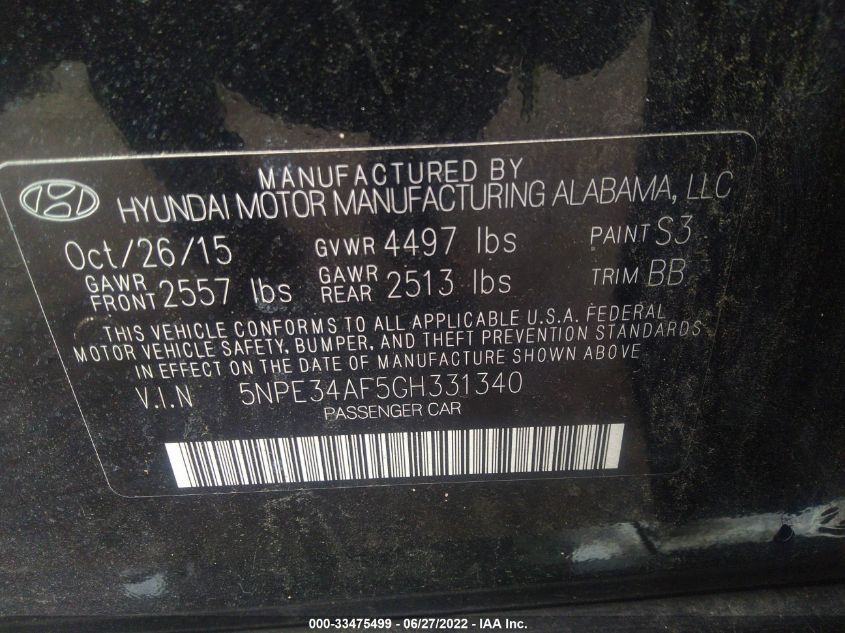 MANUFACTURED BY
HYUNDAI MOTOR MANUFACTURING ALABAMA, LLC
Oct/26/15 GVWR 4497 lbs PAINT S3
GAWR FRONT 2557 lbs GAWR REAR 2513 lbs TRIM BB
THIS VEHICLE CONFORMS TO ALL APPLICABLE U.S.A. FEDERAL
MOTOR VEHICLE SAFETY, BUMPER, AND THEFT PREVENTION STANDARDS
IN EFFECT ON THE DATE OF MANUFACTURE SHOWN ABOVE
V.I.N 5NPE34AF5GH331340
PASSENGER CAR
000-33475499 - 06/27/2022 - IAA Inc.